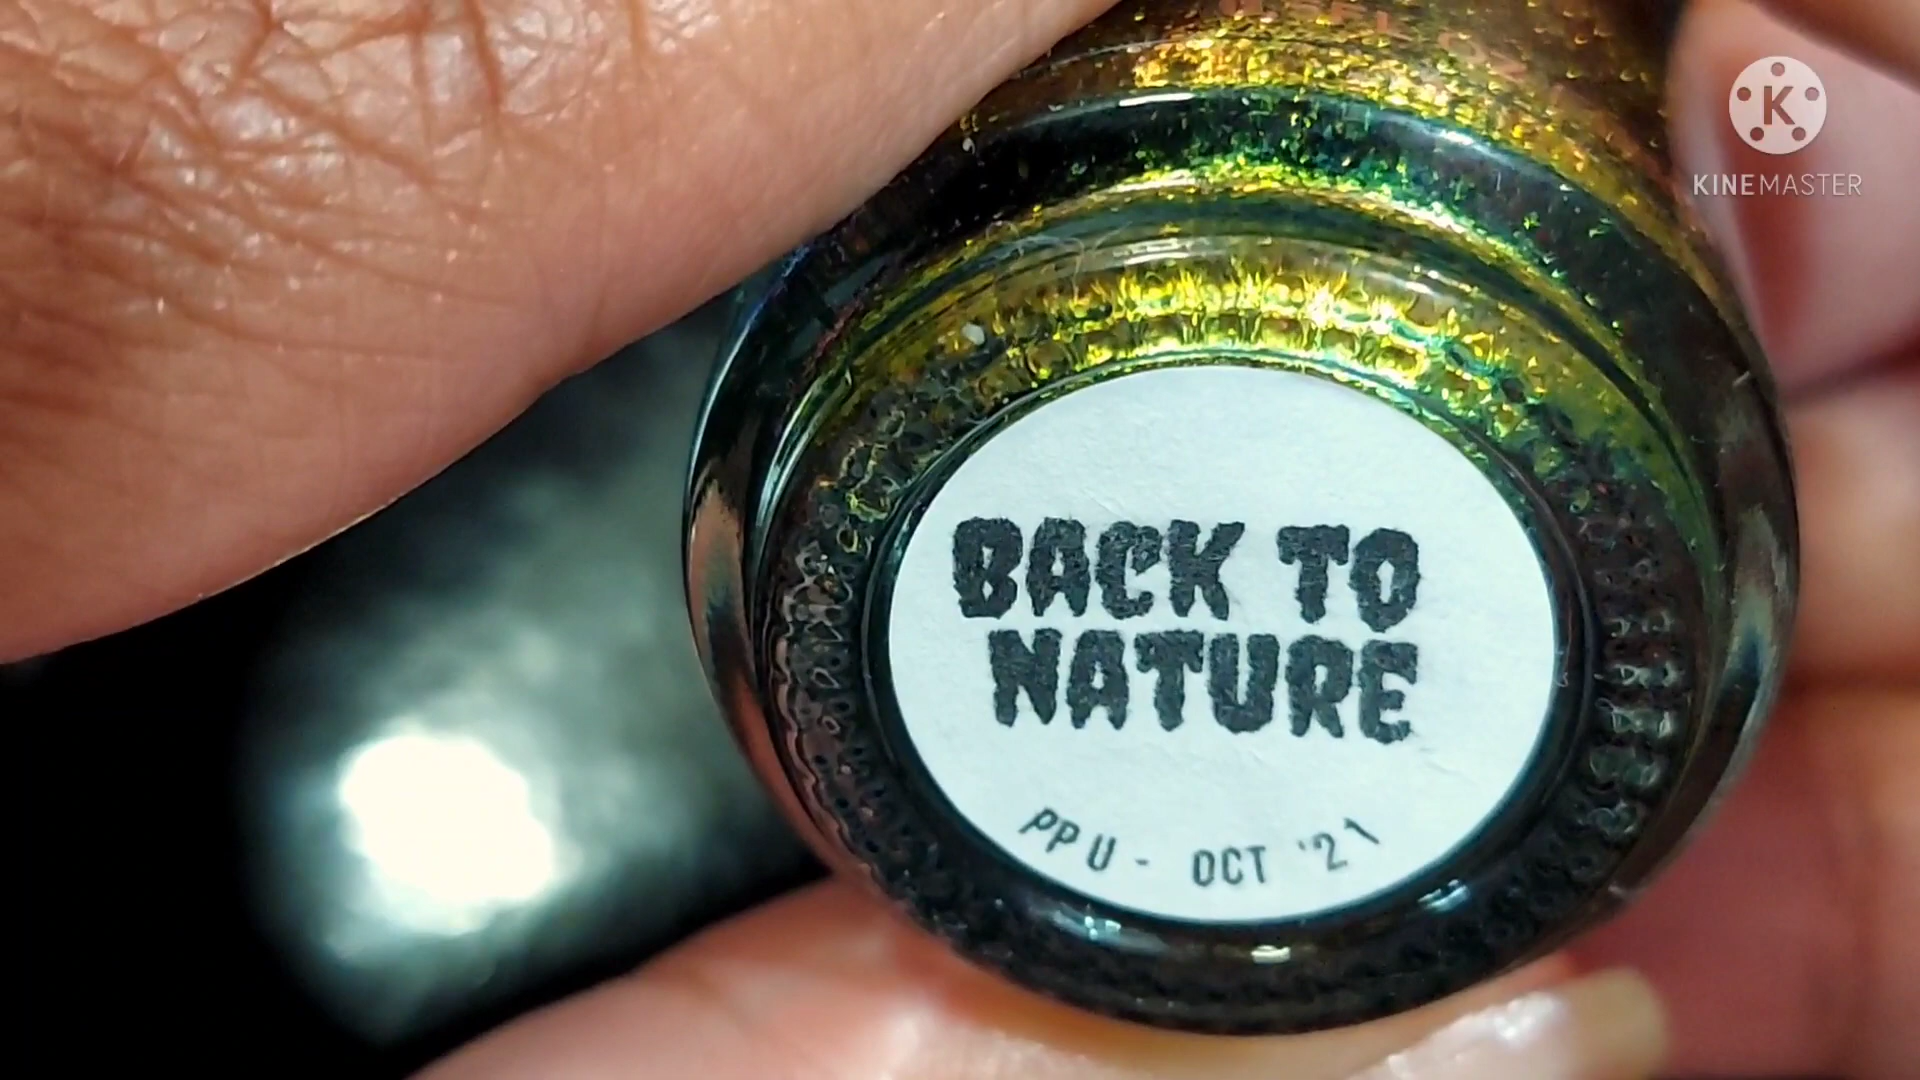 K
KINEMASTER
BACK TO
NATURE
PPU - OCT '21